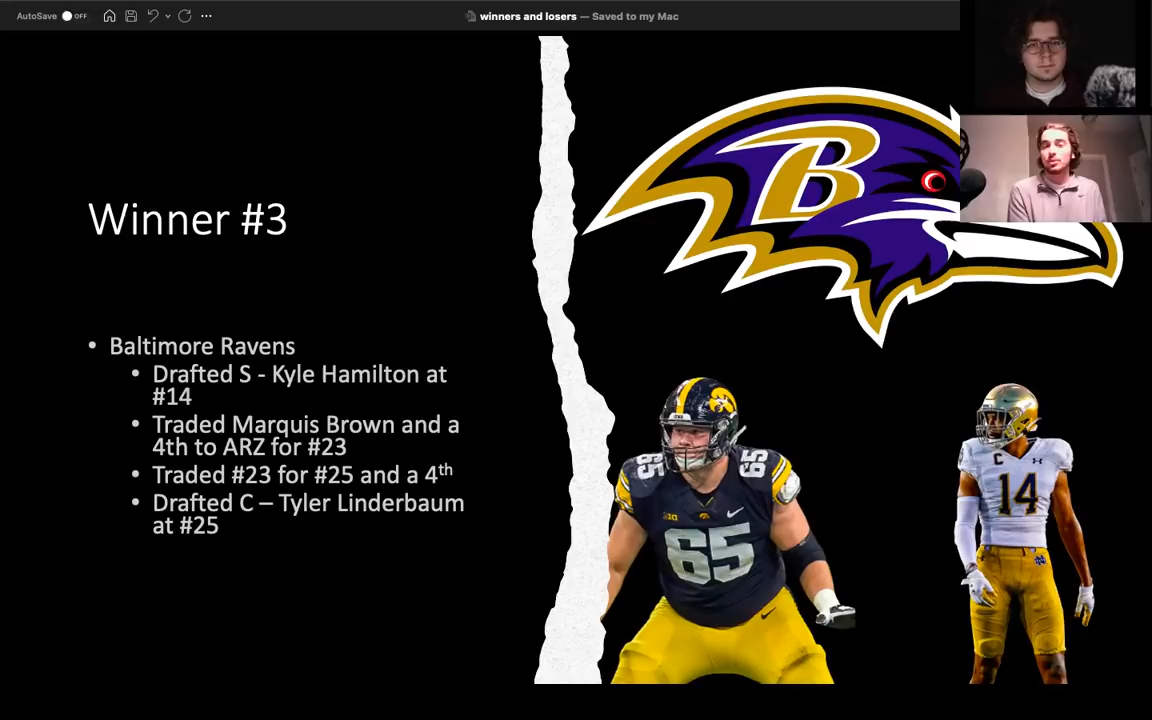 AutoSave OFF
winners and losers — Saved to my Mac
Winner #3
• Baltimore Ravens
• Drafted S - Kyle Hamilton at
#14
• Traded Marquis Brown and a
4th to ARZ for #23
• Traded #23 for #25 and a 4th
• Drafted C – Tyler Linderbaum
at #25
B
65
65
65
C
14